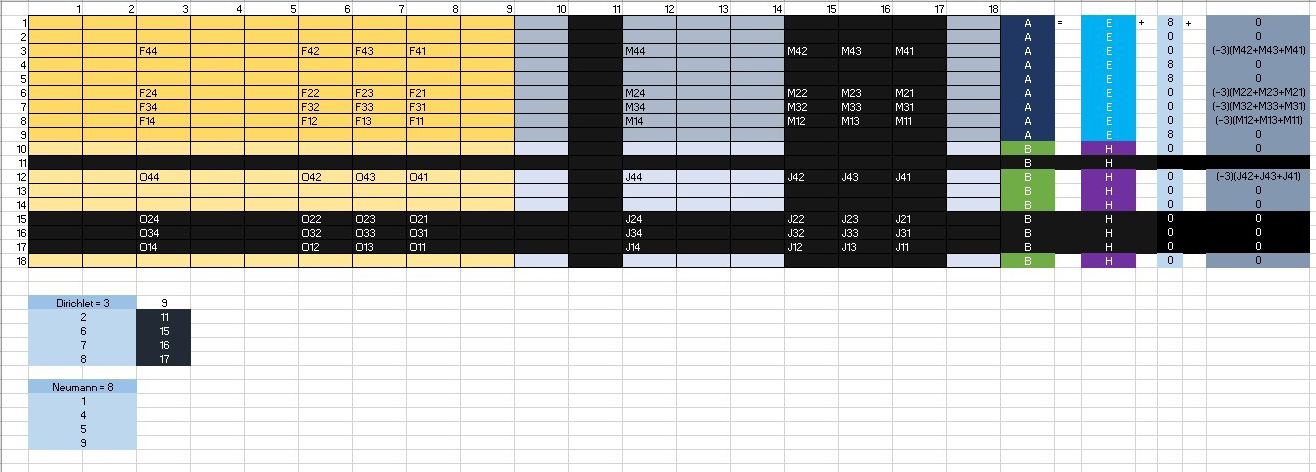 1 2 3 4 5 6 7 8 9 10 11 12 13 14 15 16 17 18
1 A = E + 8 + 0
2 A E 0 0
3 F44 F42 F43 F41 M44 M42 M43 M41 A E 0 (-3)(M42+M43+M41)
4 A E 8 0
5 A E 8 0
6 F24 F22 F23 F21 M24 M22 M23 M21 A E 0 (-3)(M22+M23+M21)
7 F34 F32 F33 F31 M34 M32 M33 M31 A E 0 (-3)(M32+M33+M31)
8 F14 F12 F13 F11 M14 M12 M13 M11 A E 0 (-3)(M12+M13+M11)
9 A E 8 0
10 B H 0 0
11 B H
12 O44 O42 O43 O41 J44 J42 J43 J41 B H 0 (-3)(J42+J43+J41)
13 B H 0 0
14 B H 0 0
15 O24 O22 O23 O21 J24 J22 J23 J21 B H 0 0
16 O34 O32 O33 O31 J34 J32 J33 J31 B H 0 0
17 O14 O12 O13 O11 J14 J12 J13 J11 B H 0 0
18 B H 0 0
Dirichlet = 3 9
2 11
6 15
7 16
8 17
Neumann = 8
1
4
5
9